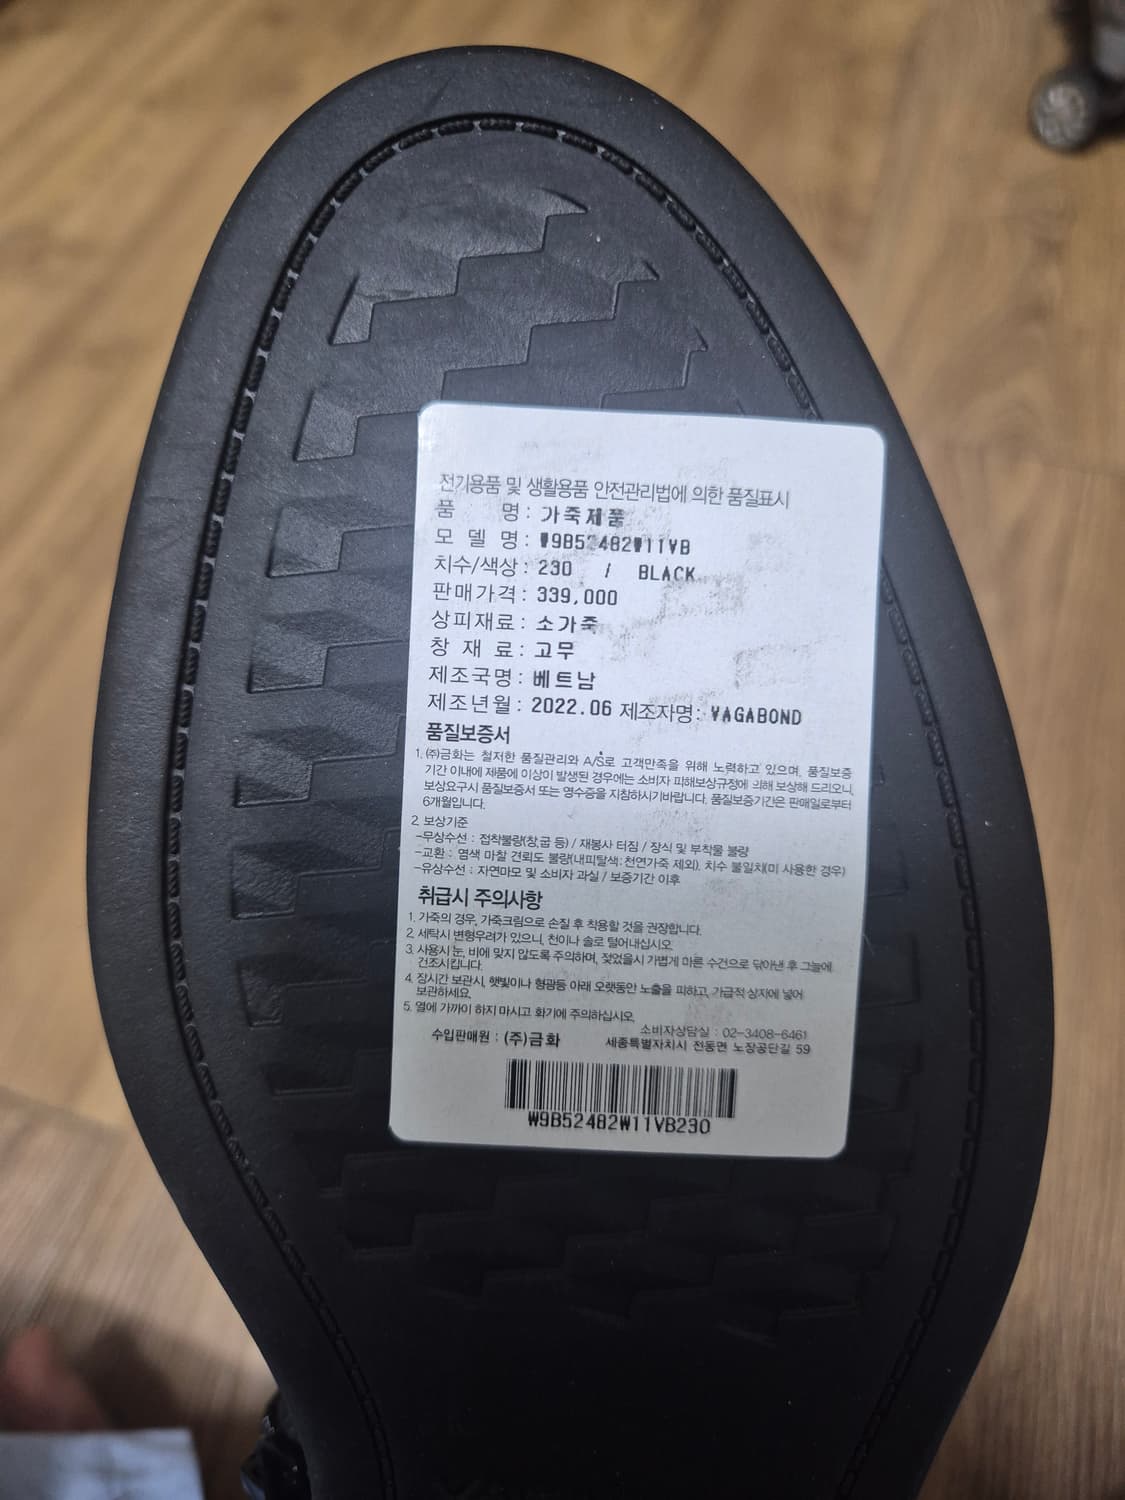 전기용품 및 생활용품 안전관리법에 의한 품질표시
품 명: 가죽제품
모 델 명: W9B52482W11VB
치수/색상: 230 / BLACK
판매가격: 339,000
상피재료: 소가죽
창 재 료: 고무
제조국명: 베트남
제조년월: 2022.06 제조자명: VAGABOND
품질보증서
1. (주)금화는 철저한 품질관리와 A/S로 고객만족을 위해 노력하고 있으며, 품질보증
기간 이내에 제품에 이상이 발생된 경우에는 소비자 피해보상규정에 의해 보상해 드리오니,
보상요구시 품질보증서 또는 영수증을 지참하시기바랍니다. 품질보증기간은 판매일로부터
6개월입니다.
2. 보상기준
-무상수선 : 접착불량(창,굽 등) / 재봉사 터짐 / 장식 및 부착물 불량
-교환 : 염색 마찰 견뢰도 불량(내피탈색:천연가죽 제외). 치수 불일치(미 사용한 경우)
-유상수선 : 자연마모 및 소비자 과실 / 보증기간 이후
취급시 주의사항
1. 가죽의 경우, 가죽크림으로 손질 후 착용할 것을 권장합니다.
2. 세탁시 변형우려가 있으니, 천이나 솔로 털어내십시오.
3. 사용시 눈, 비에 맞지 않도록 주의하며, 젖었을시 가볍게 마른 수건으로 닦아낸 후 그늘에
건조시킵니다.
4. 장시간 보관시, 햇빛이나 형광등 아래 오랫동안 노출을 피하고, 가급적 상자에 넣어
보관하세요.
5. 열에 가까이 하지 마시고 화기에 주의하십시오.
소비자상담실 : 02-3408-6461
수입판매원 : (주)금화 세종특별자치시 전동면 노장공단길 59
W9B52482W11VB230